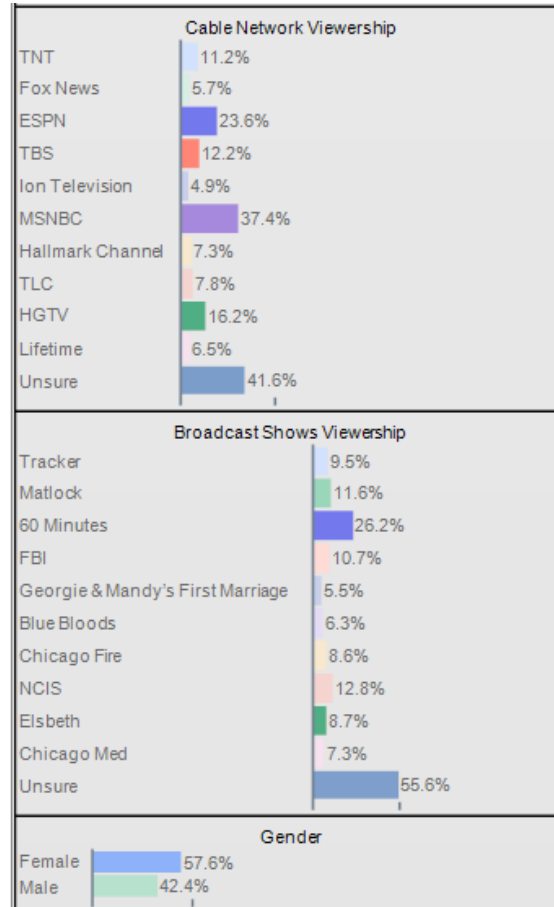 Cable Network Viewership
TNT 11.2%
Fox News 5.7%
ESPN 23.6%
TBS 12.2%
Ion Television 4.9%
MSNBC 37.4%
Hallmark Channel 7.3%
TLC 7.8%
HGTV 16.2%
Lifetime 6.5%
Unsure 41.6%
Broadcast Shows Viewership
Tracker 9.5%
Matlock 11.6%
60 Minutes 26.2%
FBI 10.7%
Georgie & Mandy's First Marriage 5.5%
Blue Bloods 6.3%
Chicago Fire 8.6%
NCIS 12.8%
Elsbeth 8.7%
Chicago Med 7.3%
Unsure 55.6%
Gender
Female 57.6%
Male 42.4%